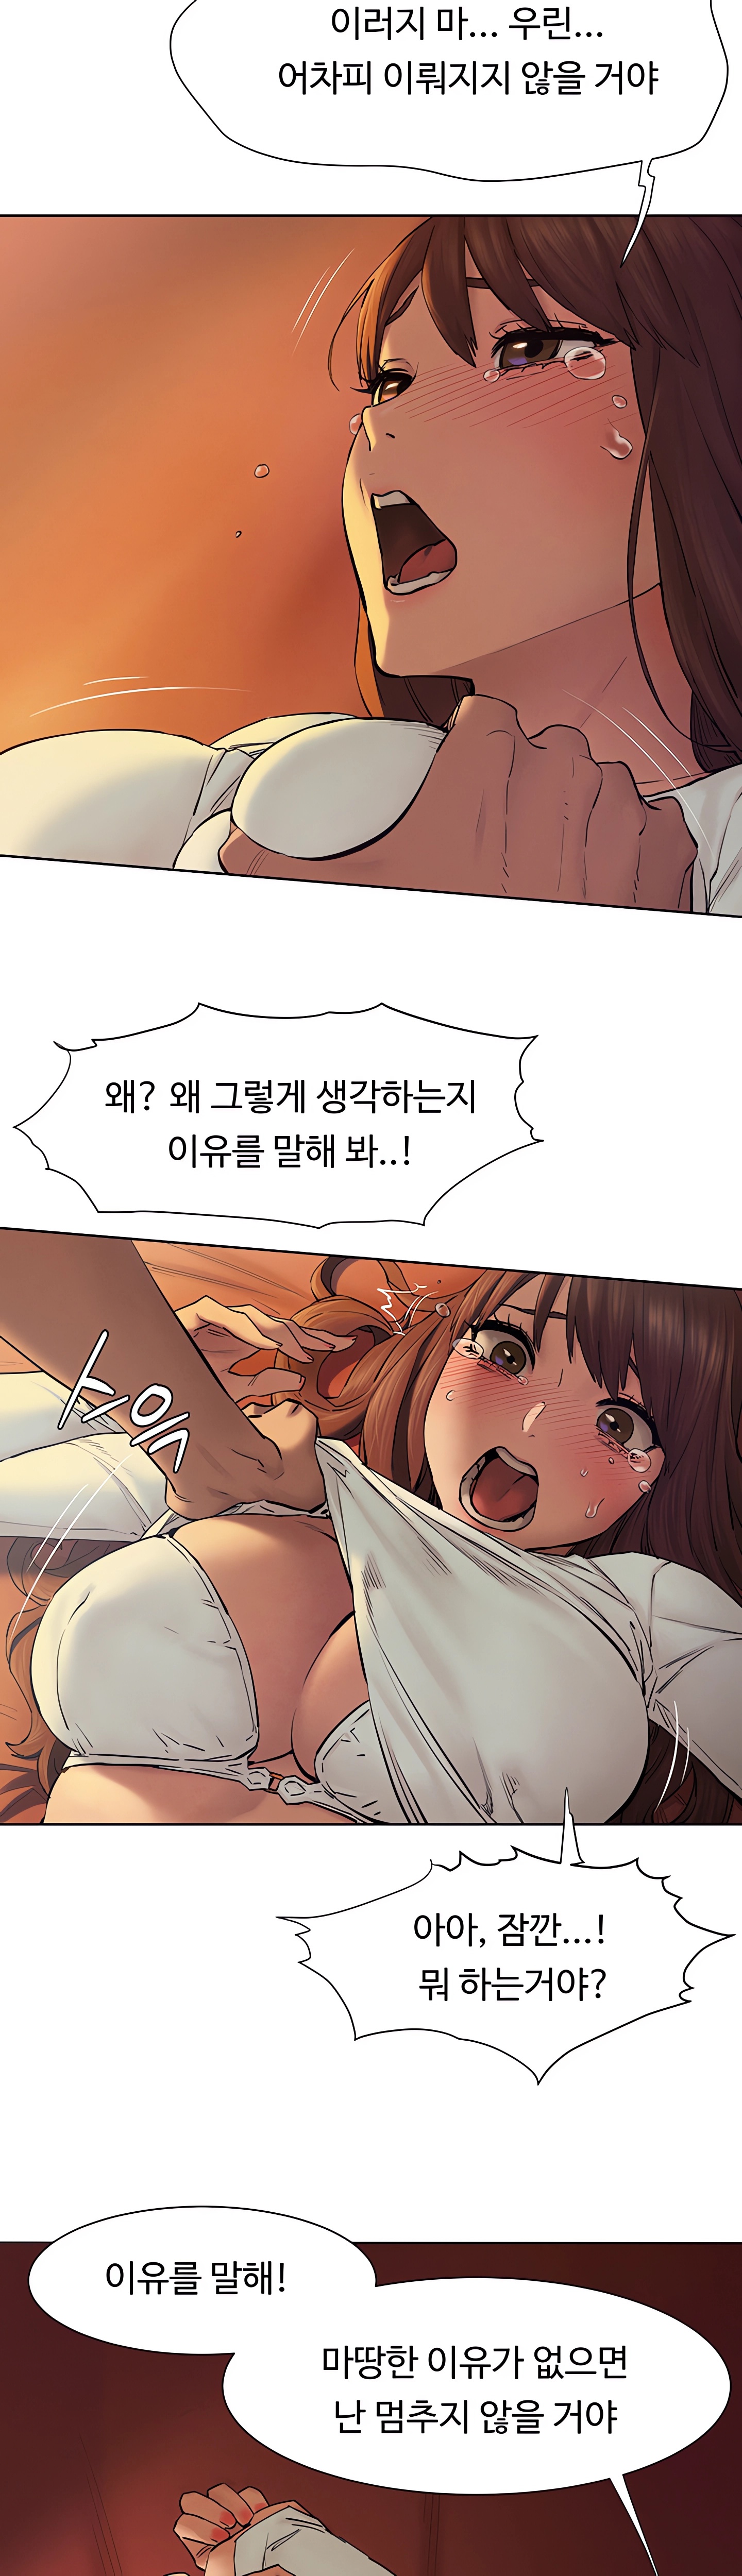 이러지 마... 우린...
어차피 이뤄지지 않을 거야
왜? 왜 그렇게 생각하는지
이유를 말해 봐..!
스윽
아아, 잠깐...!
뭐 하는거야?
이유를 말해!
마땅한 이유가 없으면
난 멈추지 않을 거야